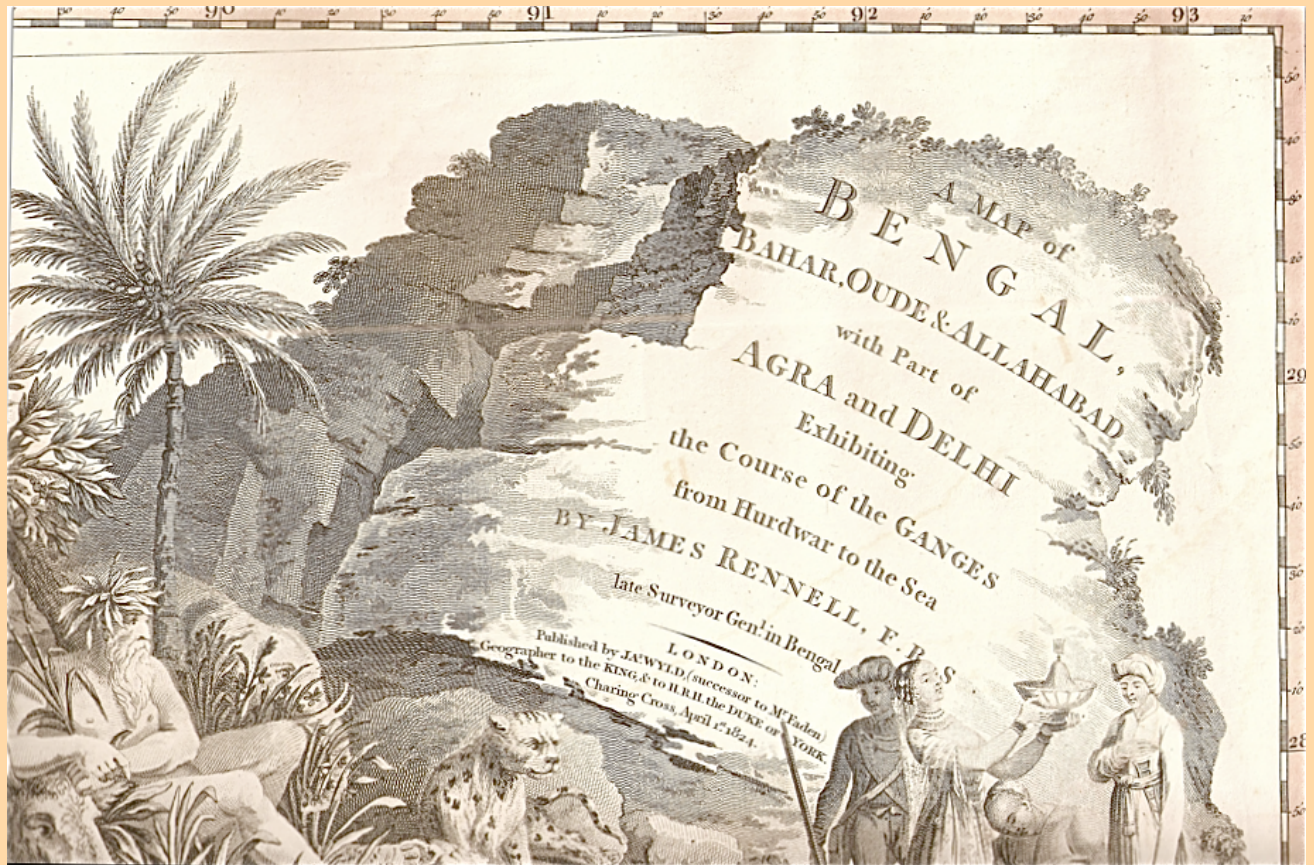 90 91 92 93
A MAP of
BENGAL,
BAHAR, OUDE & ALLAHABAD
with Part of
AGRA and DELHI
Exhibiting
the Course of the GANGES
from Hurdwar to the Sea
BY JAMES RENNELL, F. R. S
late Surveyor Genl. in Bengal
LONDON:
Published by JAs. WYLD, (successor to Mr. Faden)
Geographer to the KING, & to H.R.H. the DUKE of YORK.
Charing Cross, April 1st. 1824.
29
28